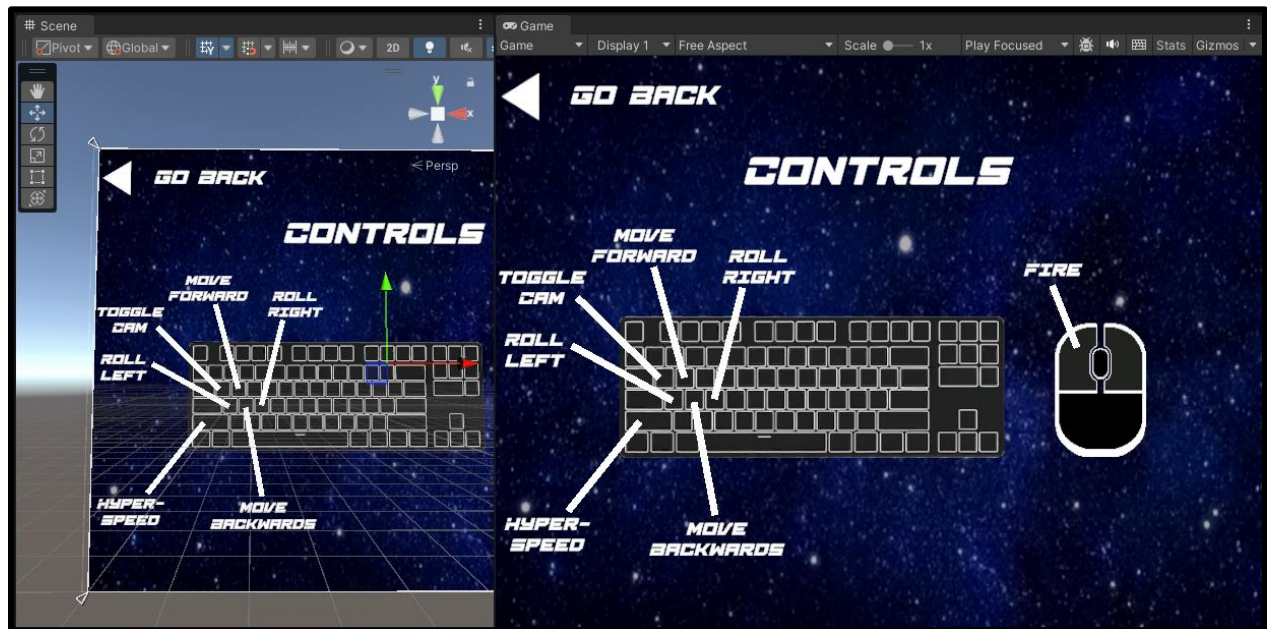 # Scene
Pivot
Global
2D
y
x
< Persp
GO BACK
CONTROLS
MOVE
FORWARD
ROLL
RIGHT
TOGGLE
CAM
ROLL
LEFT
HYPER-
SPEED
MOVE
BACKWARDS
Game
Game
Display 1
Free Aspect
Scale
1x
Play Focused
Stats
Gizmos
GO BACK
CONTROLS
MOVE
FORWARD
ROLL
RIGHT
TOGGLE
CAM
ROLL
LEFT
FIRE
HYPER-
SPEED
MOVE
BACKWARDS